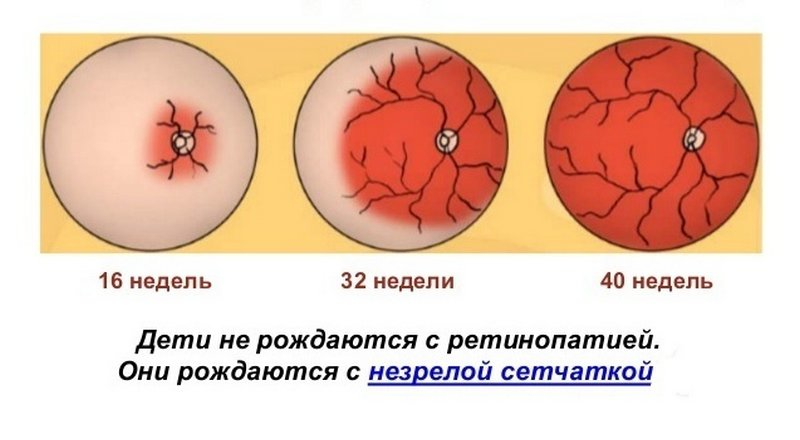 16 недель
32 недели
40 недель
Дети не рождаются с ретинопатией.
Они рождаются с незрелой сетчаткой